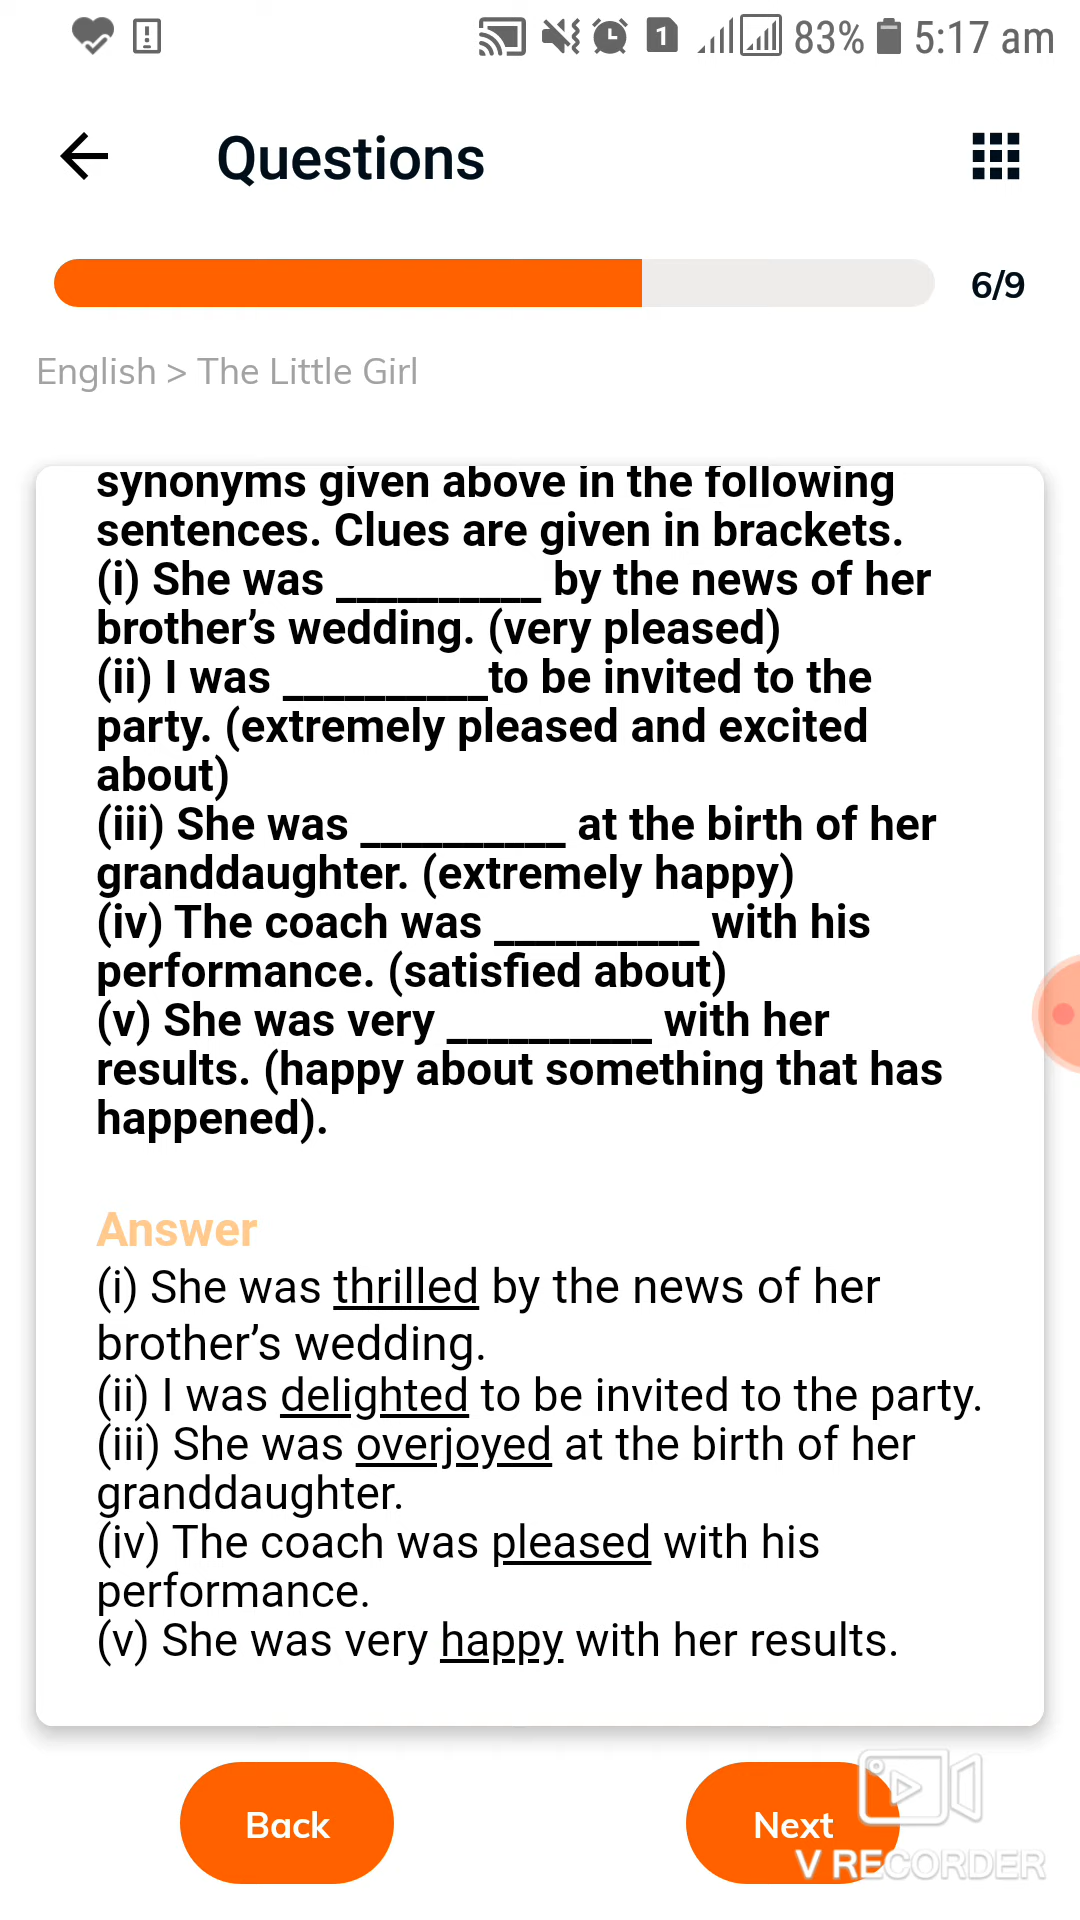 83% 5:17 am
Questions
6/9
English > The Little Girl
synonyms given above in the following
sentences. Clues are given in brackets.
(i) She was __________ by the news of her
brother’s wedding. (very pleased)
(ii) I was __________to be invited to the
party. (extremely pleased and excited
about)
(iii) She was __________ at the birth of her
granddaughter. (extremely happy)
(iv) The coach was __________ with his
performance. (satisfied about)
(v) She was very __________ with her
results. (happy about something that has
happened).
Answer
(i) She was thrilled by the news of her
brother’s wedding.
(ii) I was delighted to be invited to the party.
(iii) She was overjoyed at the birth of her
granddaughter.
(iv) The coach was pleased with his
performance.
(v) She was very happy with her results.
Back Next
V RECORDER